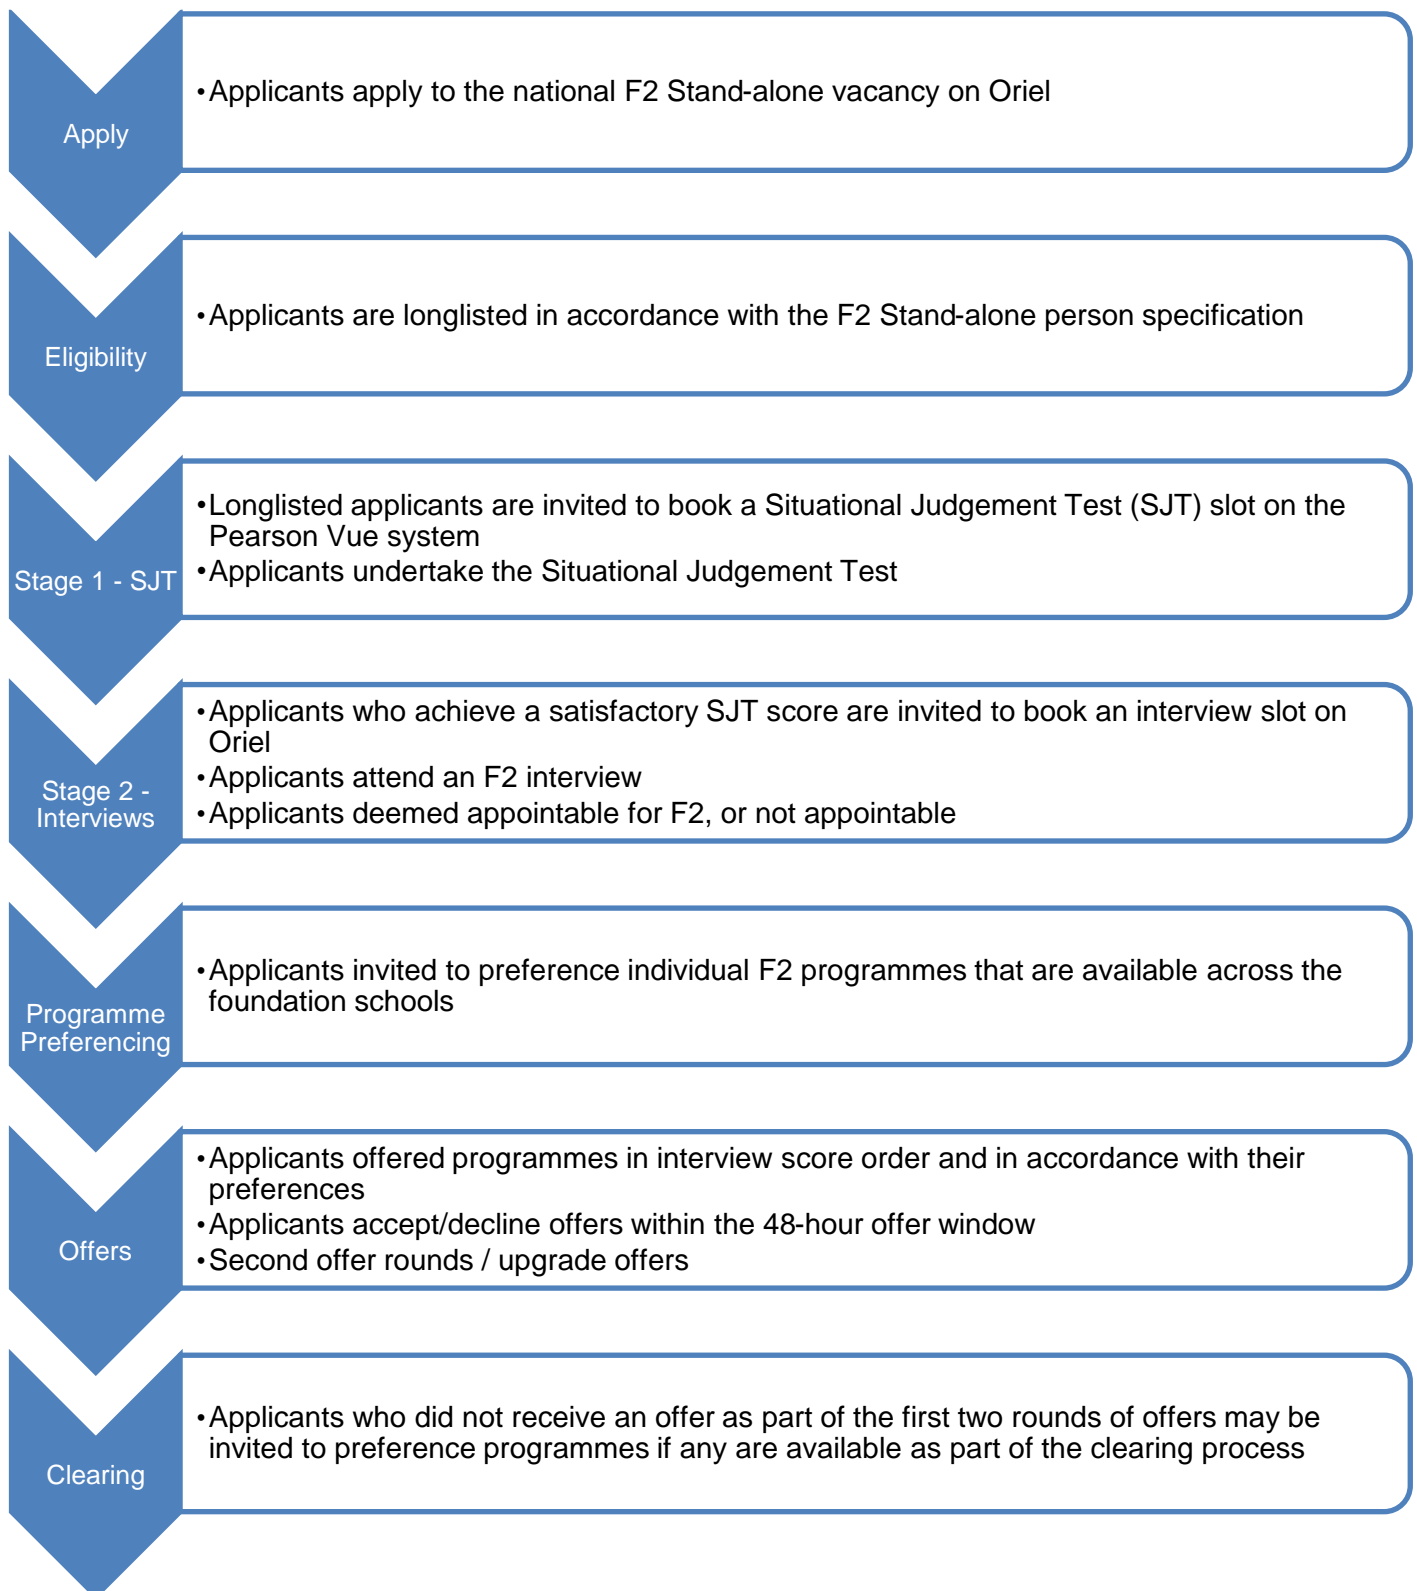 Apply
•Applicants apply to the national F2 Stand-alone vacancy on Oriel
Eligibility
•Applicants are longlisted in accordance with the F2 Stand-alone person specification
Stage 1 - SJT
•Longlisted applicants are invited to book a Situational Judgement Test (SJT) slot on the
Pearson Vue system
•Applicants undertake the Situational Judgement Test
Stage 2 -
Interviews
•Applicants who achieve a satisfactory SJT score are invited to book an interview slot on
Oriel
•Applicants attend an F2 interview
•Applicants deemed appointable for F2, or not appointable
Programme
Preferencing
•Applicants invited to preference individual F2 programmes that are available across the
foundation schools
Offers
•Applicants offered programmes in interview score order and in accordance with their
preferences
•Applicants accept/decline offers within the 48-hour offer window
•Second offer rounds / upgrade offers
Clearing
•Applicants who did not receive an offer as part of the first two rounds of offers may be
invited to preference programmes if any are available as part of the clearing process